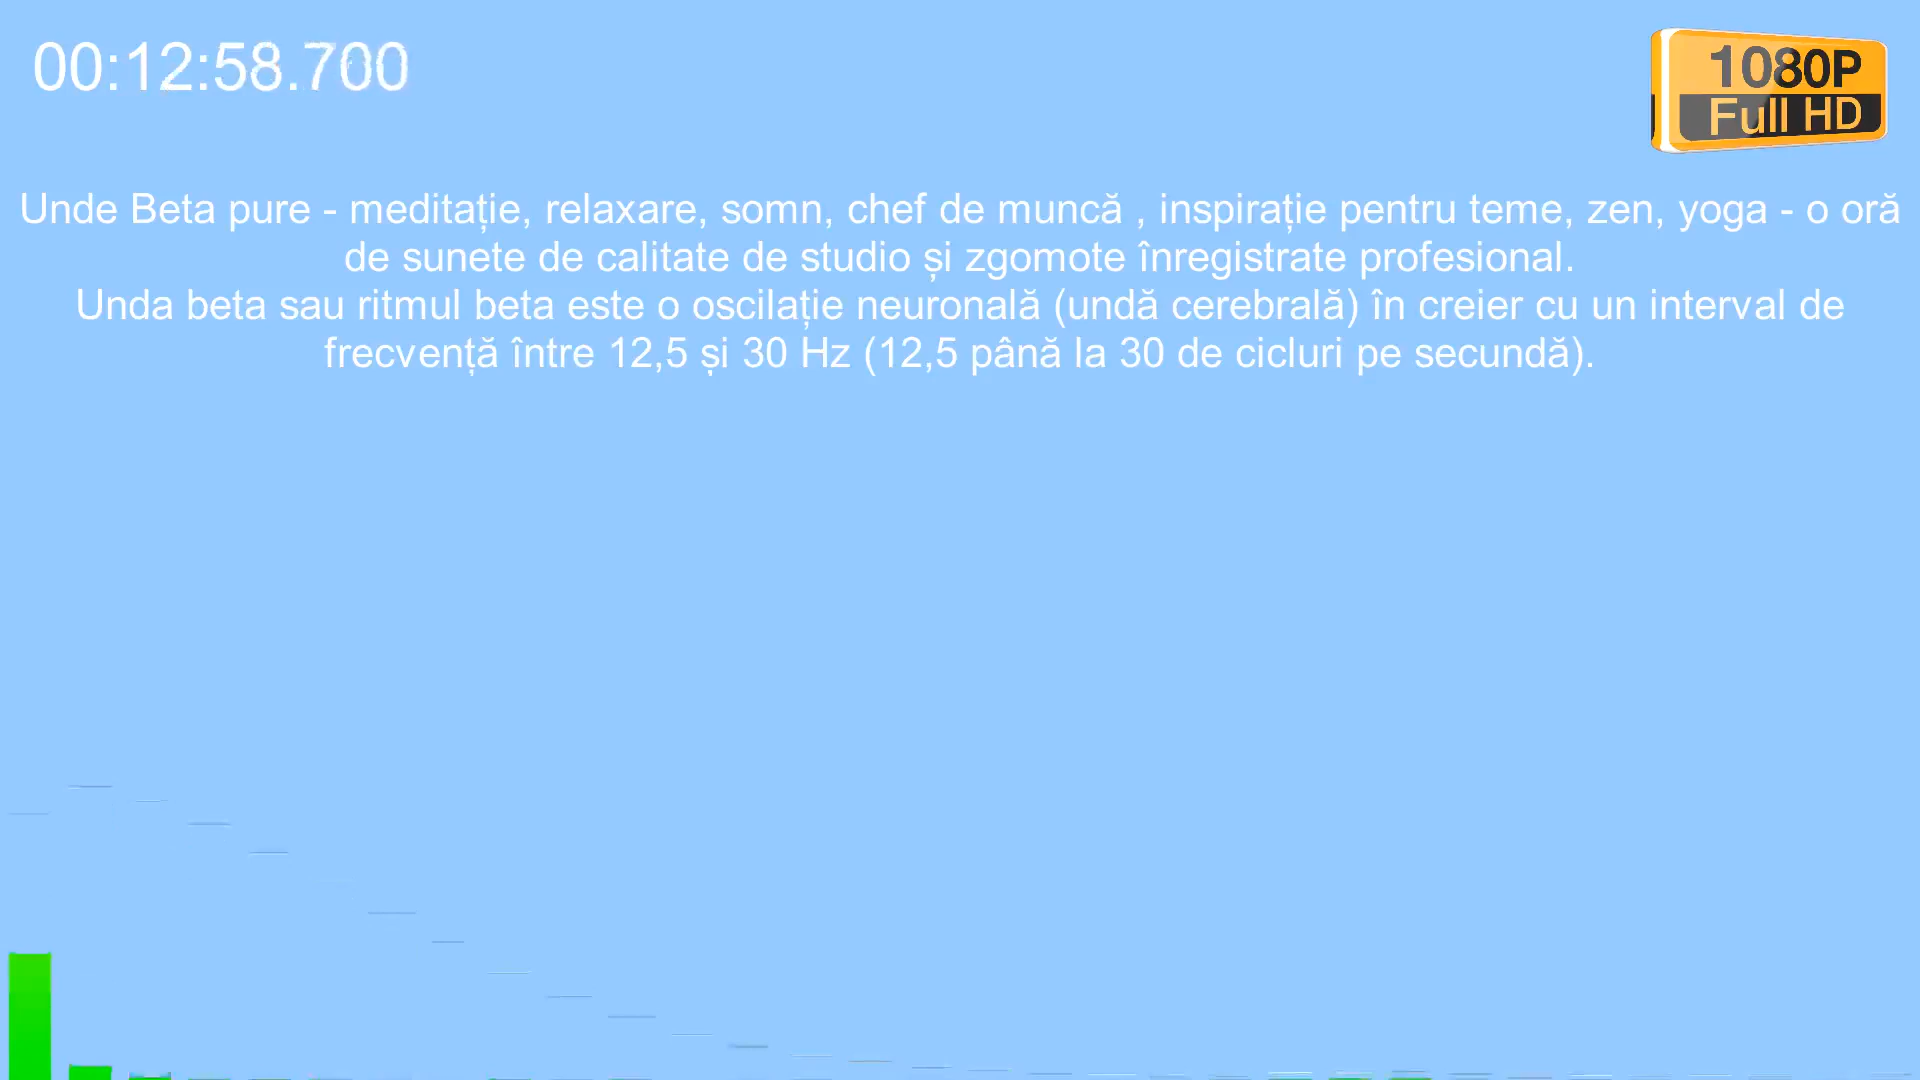 00:12:58.700
1080P
Full HD
Unde Beta pure - meditație, relaxare, somn, chef de muncă , inspirație pentru teme, zen, yoga - o oră
de sunete de calitate de studio și zgomote înregistrate profesional.
Unda beta sau ritmul beta este o oscilație neuronală (undă cerebrală) în creier cu un interval de
frecvență între 12,5 și 30 Hz (12,5 până la 30 de cicluri pe secundă).